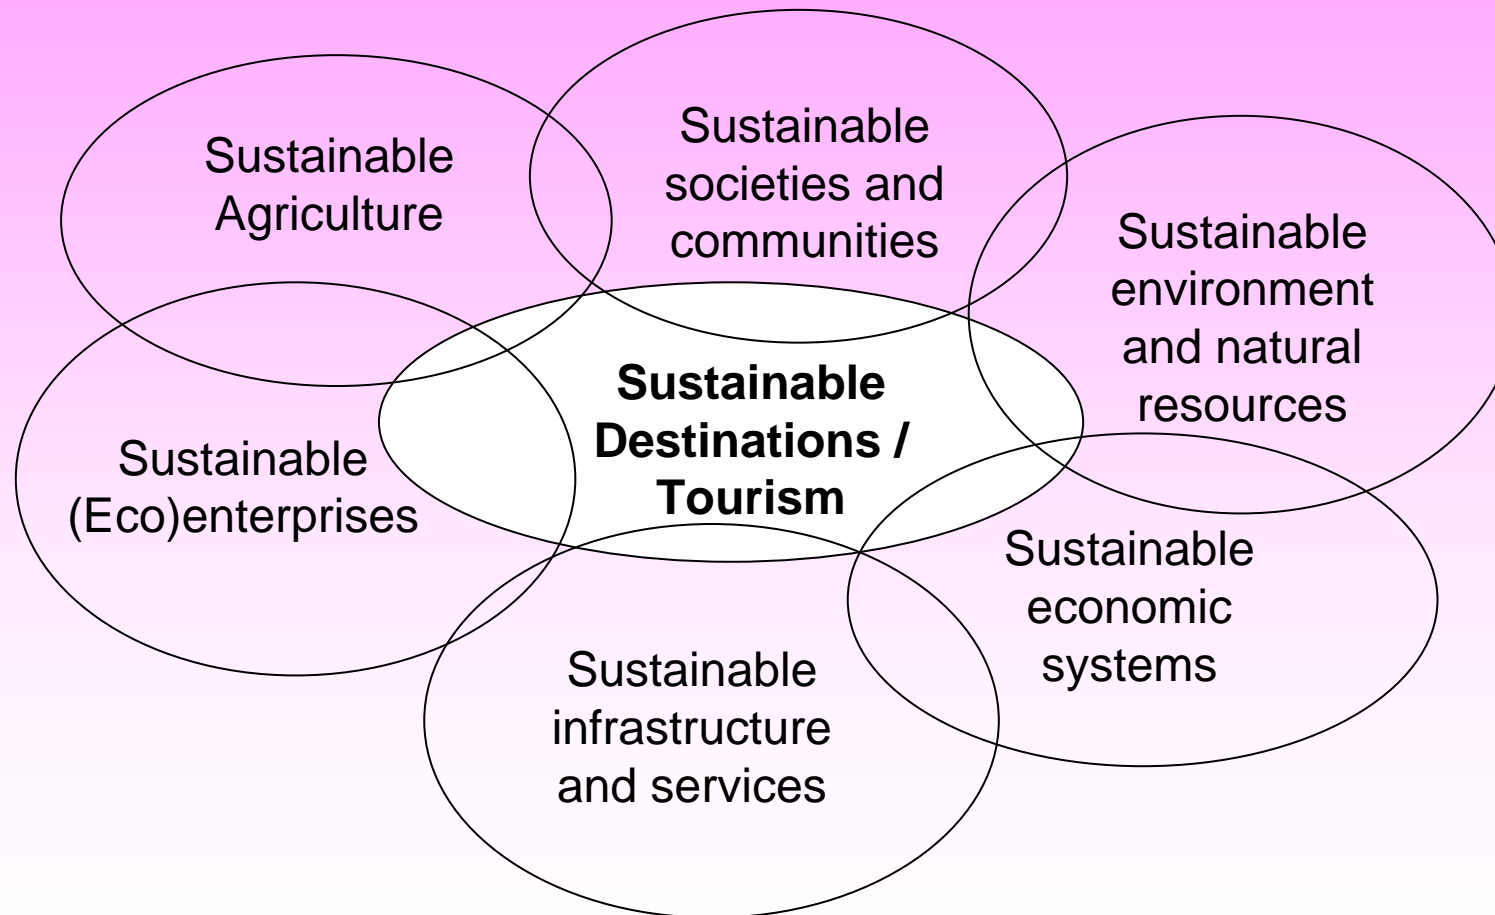 Sustainable
Agriculture
Sustainable
societies and
communities
Sustainable
environment
and natural
resources
Sustainable
Destinations /
Tourism
Sustainable
(Eco)enterprises
Sustainable
economic
systems
Sustainable
infrastructure
and services